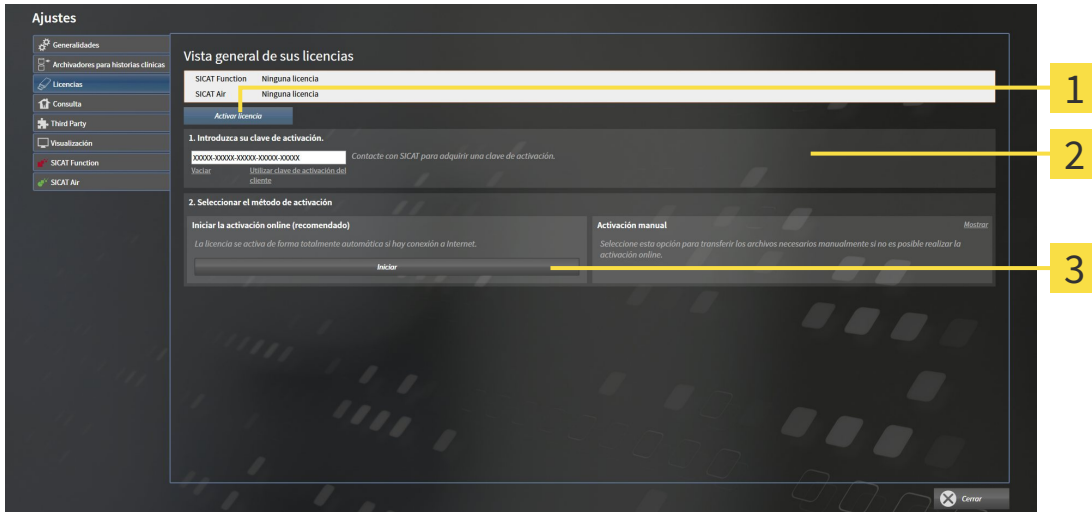 Ajustes
Generalidades
Archivadores para historias clínicas
Licencias
Consulta
Third Party
Visualización
SICAT Function
SICAT Air
Vista general de sus licencias
SICAT Function Ninguna licencia
SICAT Air Ninguna licencia
Activar licencia
1. Introduzca su clave de activación.
XXXXX-XXXXX-XXXXX-XXXXX-XXXXX
Contacte con SICAT para adquirir una clave de activación.
Vaciar
Utilizar clave de activación del
cliente
2. Seleccionar el método de activación
Iniciar la activación online (recomendado)
La licencia se activa de forma totalmente automática si hay conexión a Internet.
Iniciar
Activación manual
Mostrar
Seleccione esta opción para transferir los archivos necesarios manualmente si no es posible realizar la
activación online.
Cerrar
1
2
3